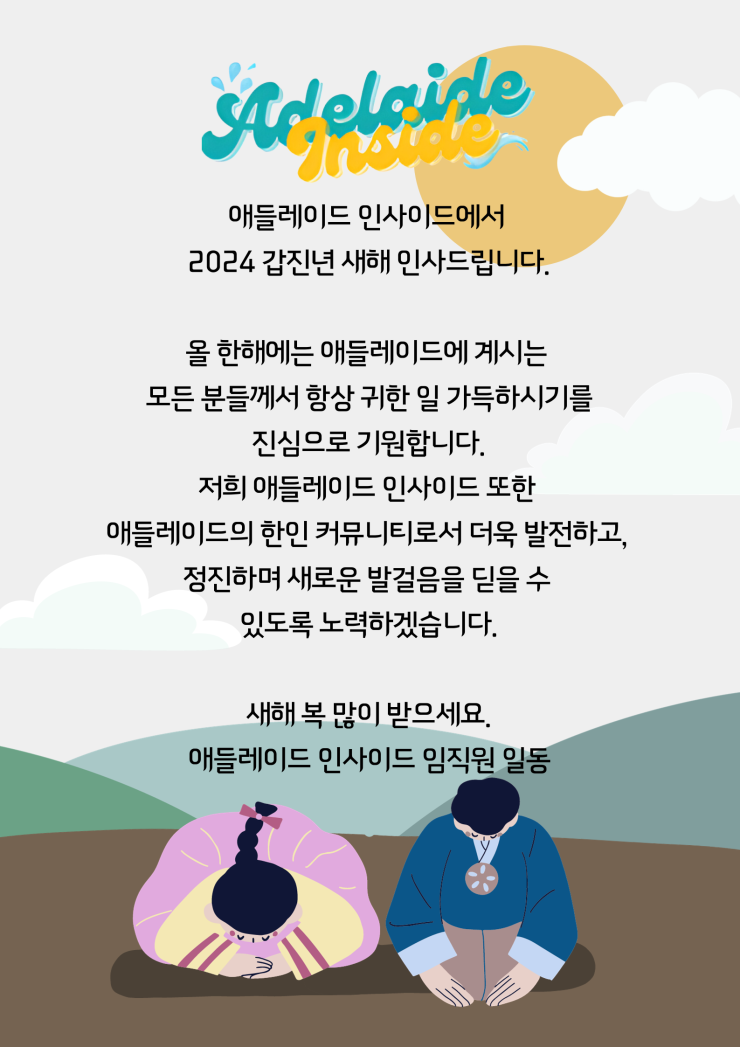 Adelaide
Inside
애들레이드 인사이드에서
2024 갑진년 새해 인사드립니다.
올 한해에는 애들레이드에 계시는
모든 분들께서 항상 귀한 일 가득하시기를
진심으로 기원합니다.
저희 애들레이드 인사이드 또한
애들레이드의 한인 커뮤니티로서 더욱 발전하고,
정진하며 새로운 발걸음을 딛을 수
있도록 노력하겠습니다.
새해 복 많이 받으세요.
애들레이드 인사이드 임직원 일동